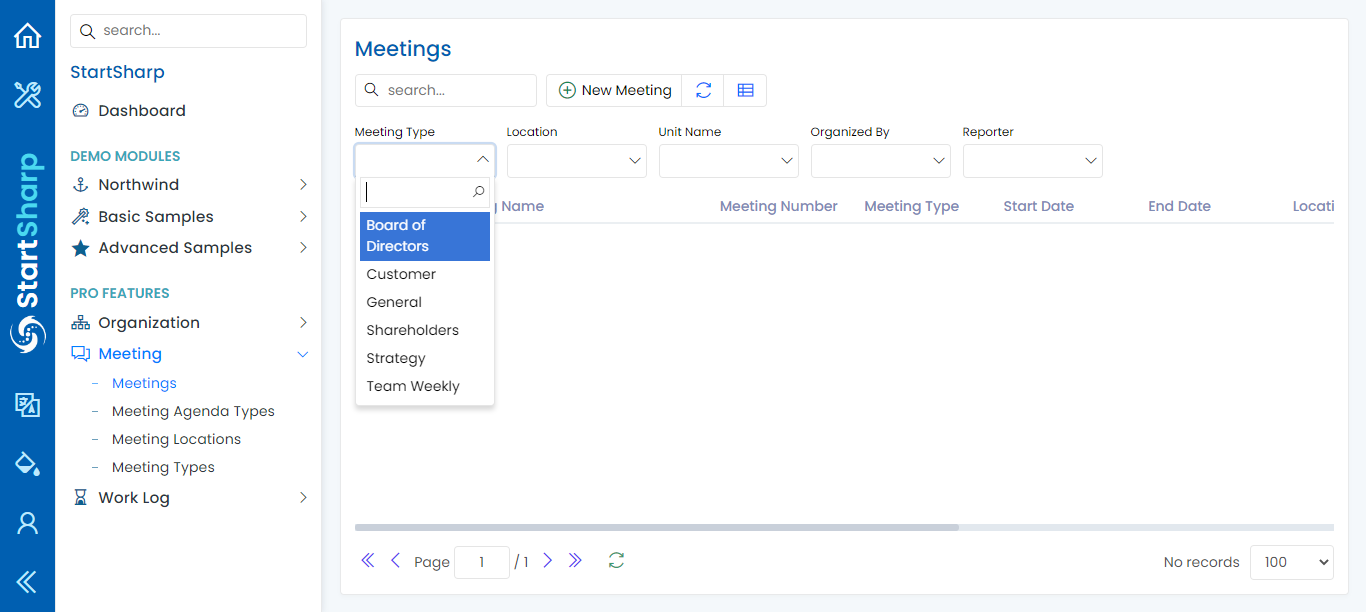 StartSharp
search...
StartSharp
Dashboard
DEMO MODULES
Northwind
Basic Samples
Advanced Samples
PRO FEATURES
Organization
Meeting
Meetings
Meeting Agenda Types
Meeting Locations
Meeting Types
Work Log
Meetings
search... New Meeting
Meeting Type Location Unit Name Organized By Reporter
Name Meeting Number Meeting Type Start Date End Date Locati
Board of
Directors
Customer
General
Shareholders
Strategy
Team Weekly
Page 1 / 1 No records 100